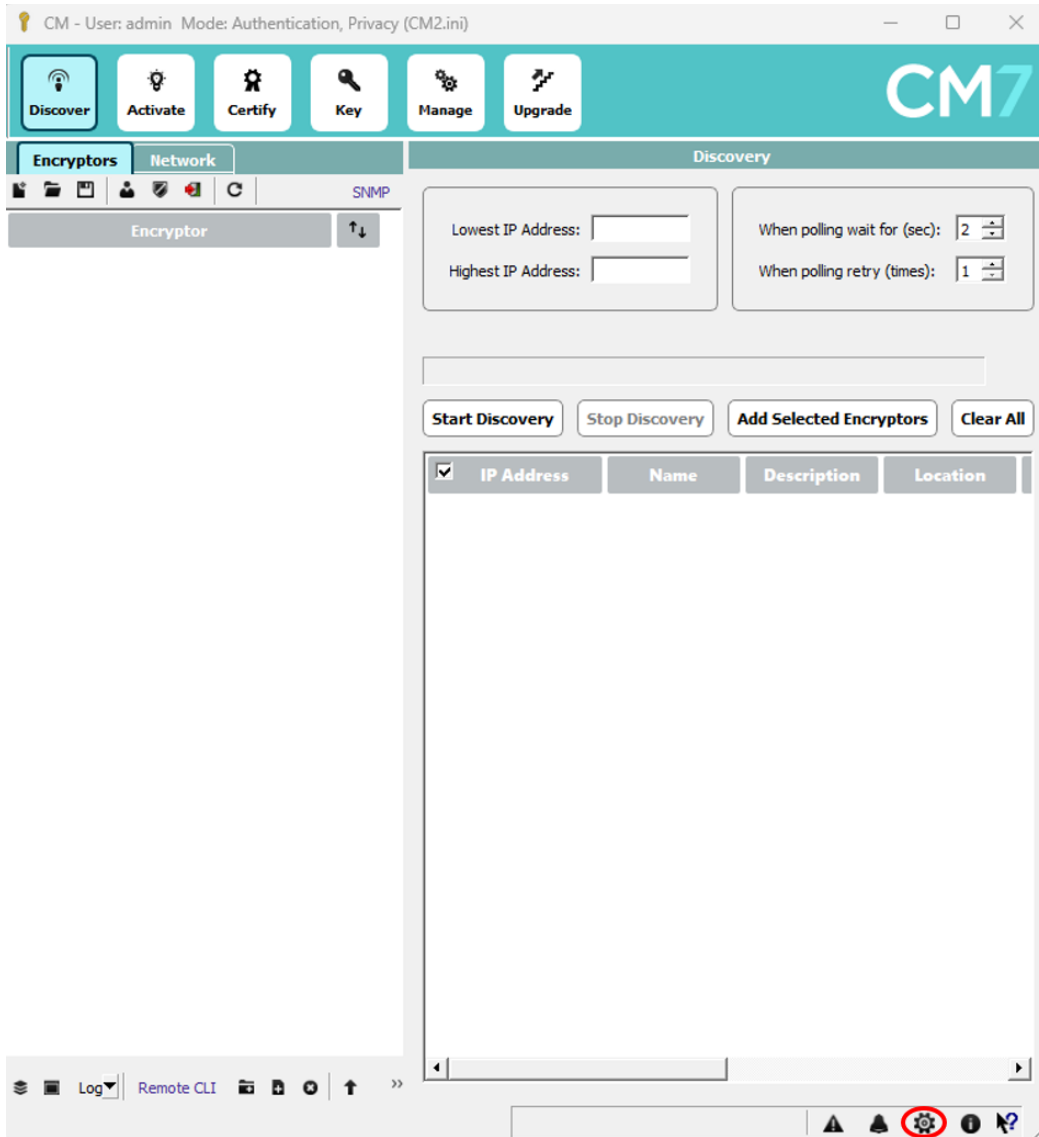 CM - User: admin Mode: Authentication, Privacy (CM2.ini)
Discover Activate Certify Key Manage Upgrade CM7
Encryptors Network
Discovery
SNMP
Encryptor
Lowest IP Address:
Highest IP Address:
When polling wait for (sec): 2
When polling retry (times): 1
Start Discovery Stop Discovery Add Selected Encryptors Clear All
IP Address Name Description Location
Log Remote CLI >>